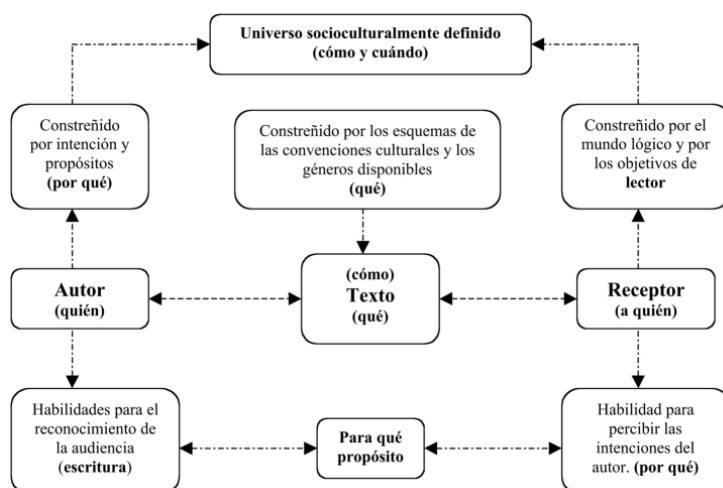 Universo socioculturalmente definido
(cómo y cuándo)
Constreñido
por intención y
propósitos
(por qué)
Constreñido por los esquemas de
las convenciones culturales y los
géneros disponibles
(qué)
Constreñido por el
mundo lógico y por
los objetivos de
lector
Autor
(quién)
(cómo)
Texto
(qué)
Receptor
(a quién)
Habilidades para el
reconocimiento de
la audiencia
(escritura)
Para qué
propósito
Habilidad para
percibir las
intenciones del
autor. (por qué)